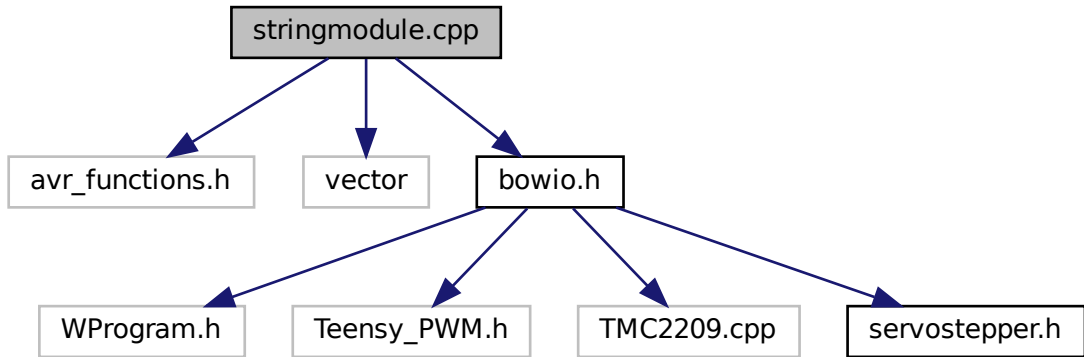 stringmodule.cpp
avr_functions.h
vector
bowio.h
WProgram.h
Teensy_PWM.h
TMC2209.cpp
servostepper.h